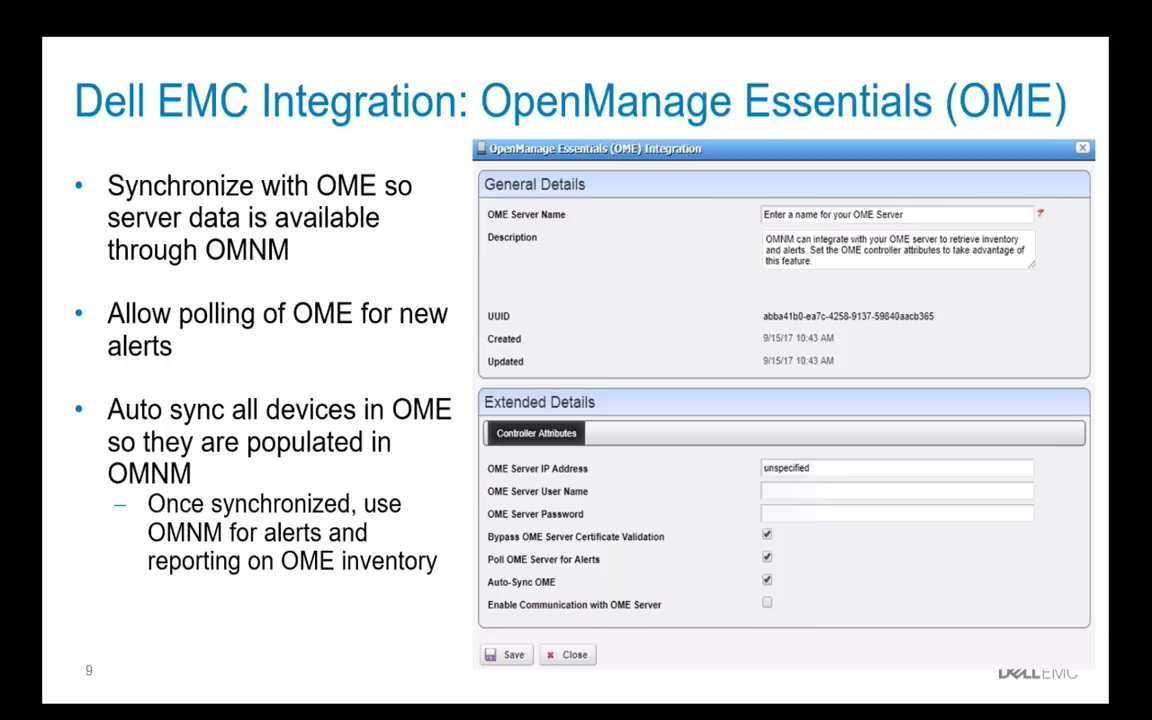 Dell EMC Integration: OpenManage Essentials (OME)
• Synchronize with OME so
server data is available
through OMNM
• Allow polling of OME for new
alerts
• Auto sync all devices in OME
so they are populated in
OMNM
– Once synchronized, use
OMNM for alerts and
reporting on OME inventory
OpenManage Essentials (OME) Integration
General Details
OME Server Name Enter a name for your OME Server
Description OMNM can integrate with your OME server to retrieve inventory
and alerts. Set the OME controller attributes to take advantage of
this feature.
UUID abba41b0-ea7c-4258-9137-59840aacb365
Created 9/15/17 10:43 AM
Updated 9/15/17 10:43 AM
Extended Details
Controller Attributes
OME Server IP Address unspecified
OME Server User Name
OME Server Password
Bypass OME Server Certificate Validation
Poll OME Server for Alerts
Auto-Sync OME
Enable Communication with OME Server
Save Close
9
DELL EMC